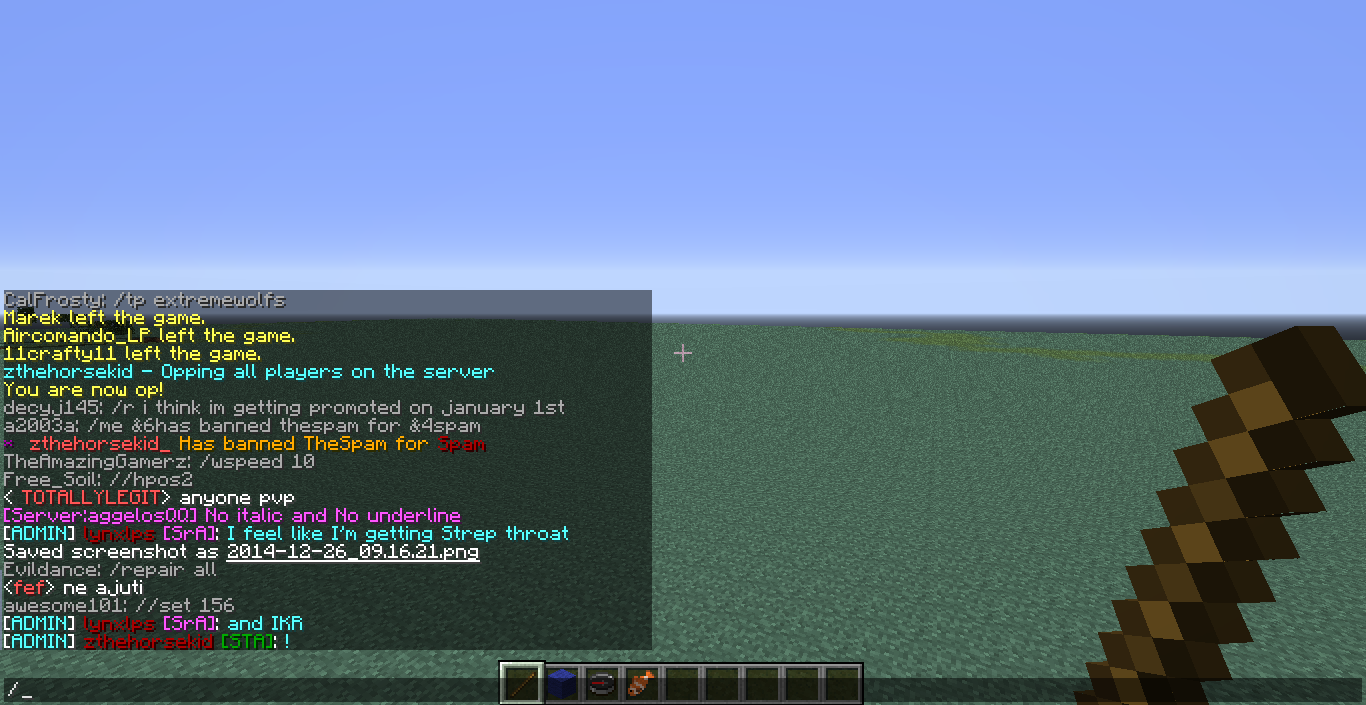 CalFrosty: /tp extremewolfs
Marek left the game.
Aircomando_LP left the game.
11crafty11 left the game.
zthehorsekid - Opping all players on the server
You are now op!
decyj145: /r i think im getting promoted on january 1st
a2003a: /me &6has banned thespam for &4spam
* zthehorsekid_ Has banned TheSpam for Spam
TheAmazingGamerz: /wspeed 10
Free_Soil: //hpos2
< TOTALLYLEGIT> anyone pvp
[Server:aggelosQQ] No italic and No underline
[ADMIN] lynxlps [SrA]: I feel like I'm getting Strep throat
Saved screenshot as 2014-12-26_09.16.21.png
Evildance: /repair all
<fef> ne ajuti
awesome101: //set 156
[ADMIN] lynxlps [SrA]: and IKR
[ADMIN] zthehorsekid [STA]: !
/_